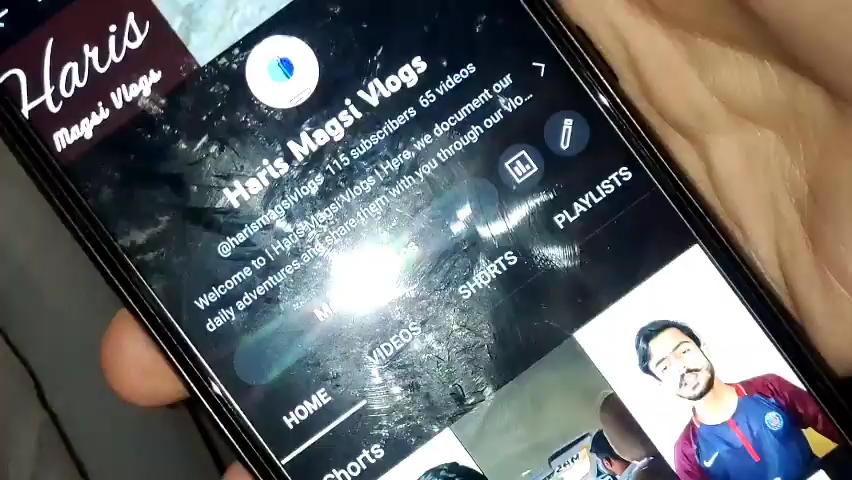 Haris
Magsi Vlogs
Haris Magsi Vlogs
@harismagsivlogs 115 subscribers 65 videos
Welcome to | Haris Magsi Vlogs | Here, we document our
daily adventures and share them with you through our vlo...
HOME VIDEOS SHORTS PLAYLISTS
Shorts